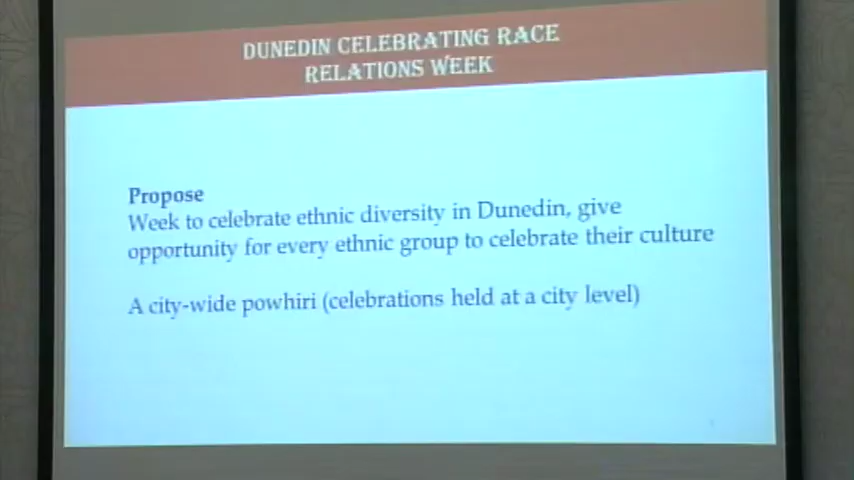 DUNEDIN CELEBRATING RACE
RELATIONS WEEK
Propose
Week to celebrate ethnic diversity in Dunedin, give
opportunity for every ethnic group to celebrate their culture
A city-wide powhiri (celebrations held at a city level)